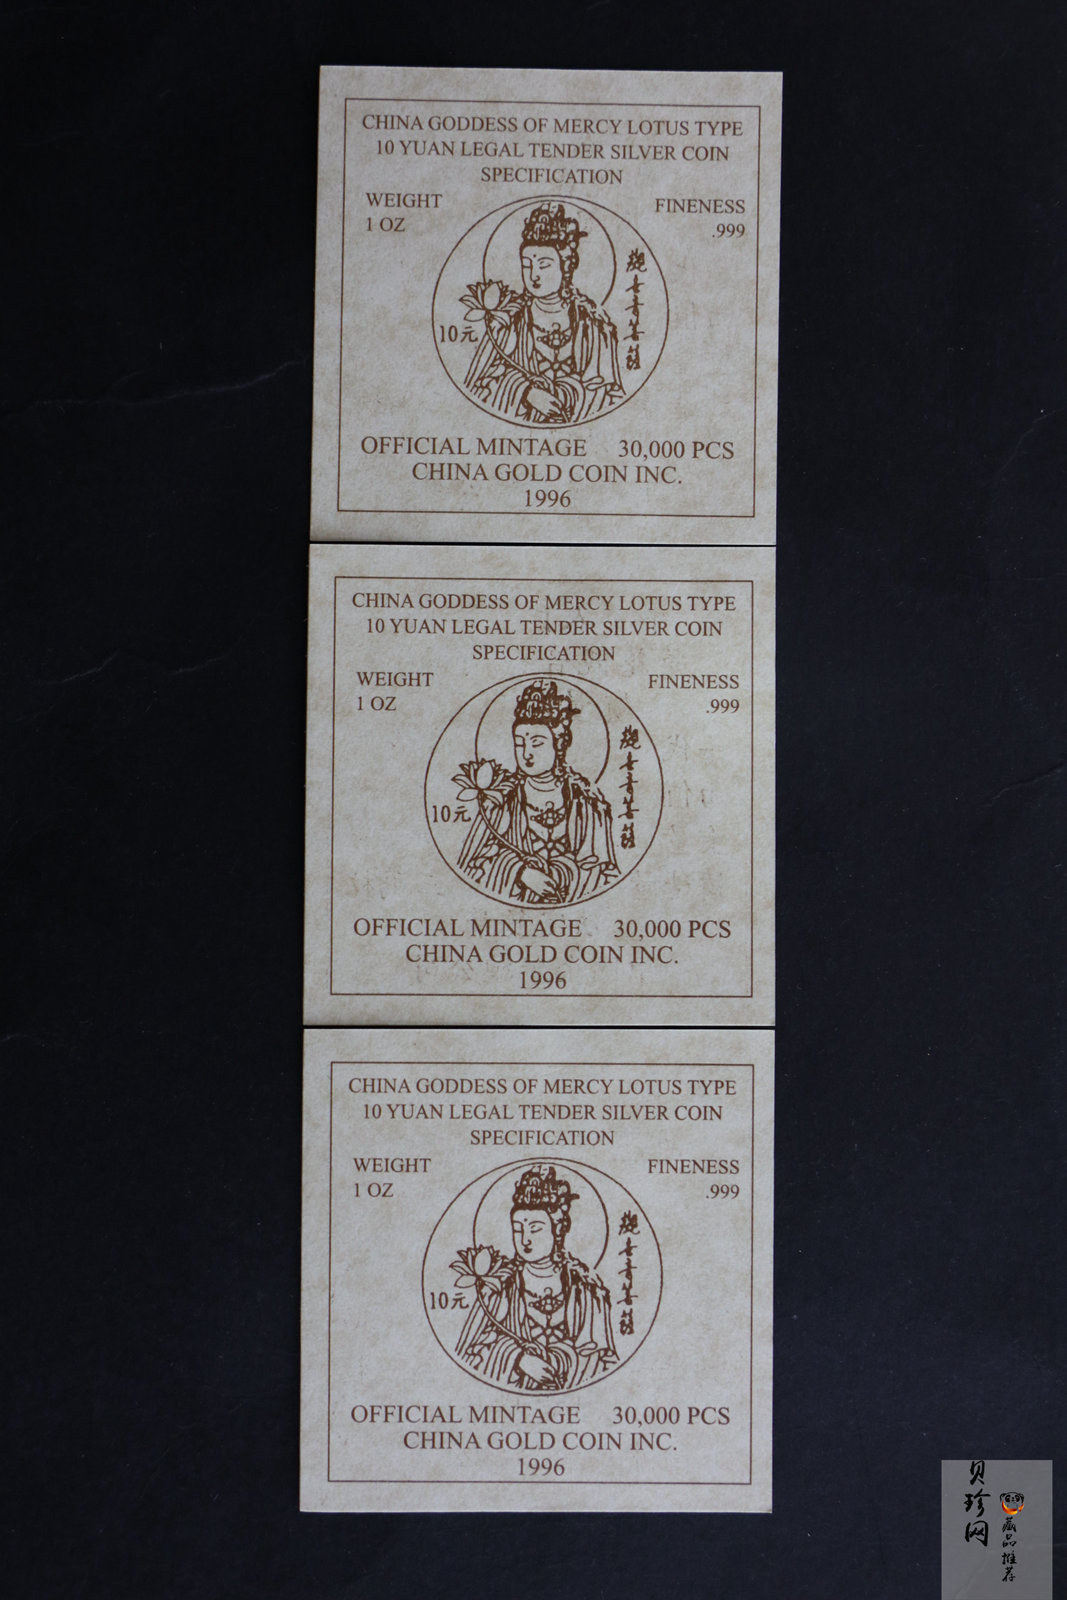 CHINA GODDESS OF MERCY LOTUS TYPE
10 YUAN LEGAL TENDER SILVER COIN
SPECIFICATION
WEIGHT
1 OZ
FINENESS
.999
觀世音菩薩
10元
OFFICIAL MINTAGE 30,000 PCS
CHINA GOLD COIN INC.
1996
CHINA GODDESS OF MERCY LOTUS TYPE
10 YUAN LEGAL TENDER SILVER COIN
SPECIFICATION
WEIGHT
1 OZ
FINENESS
.999
觀世音菩薩
10元
OFFICIAL MINTAGE 30,000 PCS
CHINA GOLD COIN INC.
1996
CHINA GODDESS OF MERCY LOTUS TYPE
10 YUAN LEGAL TENDER SILVER COIN
SPECIFICATION
WEIGHT
1 OZ
FINENESS
.999
觀世音菩薩
10元
OFFICIAL MINTAGE 30,000 PCS
CHINA GOLD COIN INC.
1996
贝珍网
藏品推荐